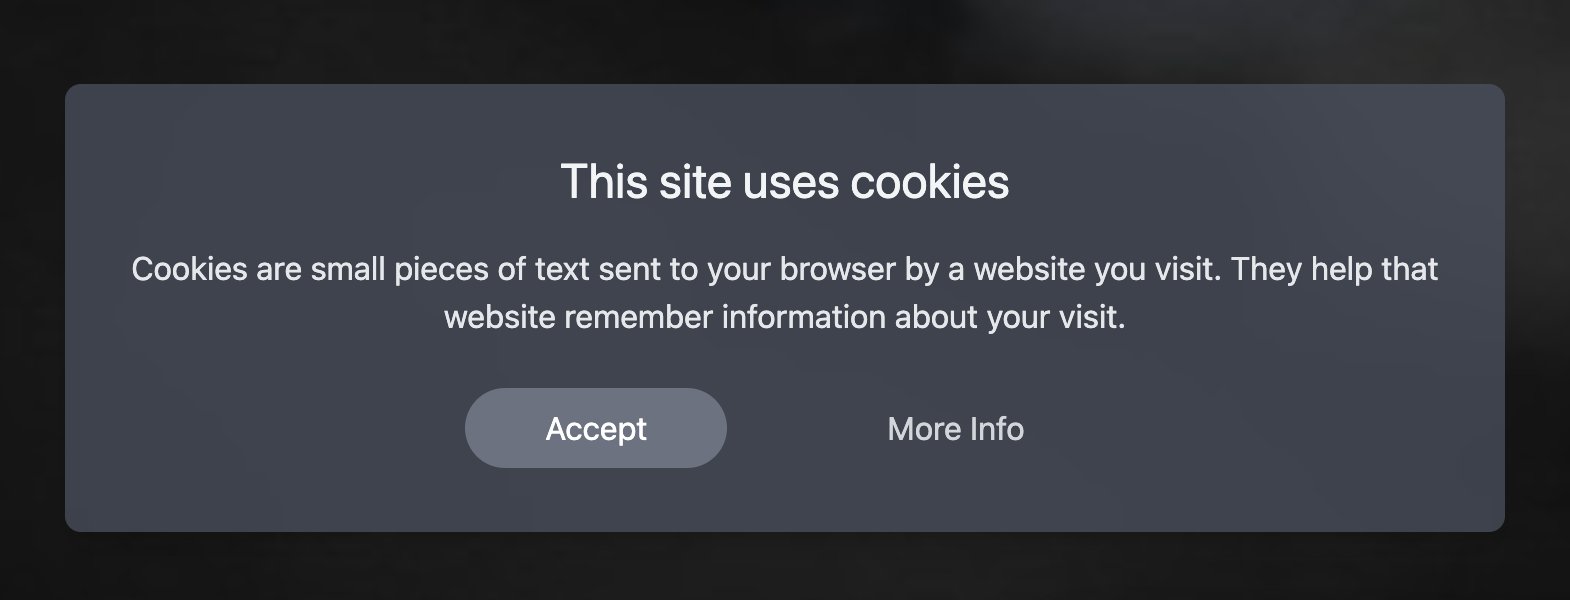 This site uses cookies
Cookies are small pieces of text sent to your browser by a website you visit. They help that
website remember information about your visit.
Accept
More Info